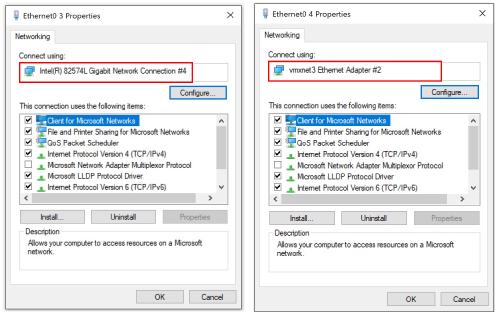 Ethernet0 3 Properties
Networking
Connect using:
Intel(R) 82574L Gigabit Network Connection #4
Configure...
This connection uses the following items:
Client for Microsoft Networks
File and Printer Sharing for Microsoft Networks
QoS Packet Scheduler
Internet Protocol Version 4 (TCP/IPv4)
Microsoft Network Adapter Multiplexor Protocol
Microsoft LLDP Protocol Driver
Internet Protocol Version 6 (TCP/IPv6)
Install...
Uninstall
Properties
Description
Allows your computer to access resources on a Microsoft
network.
OK
Cancel
Ethernet0 4 Properties
Networking
Connect using:
vmxnet3 Ethernet Adapter #2
Configure...
This connection uses the following items:
Client for Microsoft Networks
File and Printer Sharing for Microsoft Networks
QoS Packet Scheduler
Internet Protocol Version 4 (TCP/IPv4)
Microsoft Network Adapter Multiplexor Protocol
Microsoft LLDP Protocol Driver
Internet Protocol Version 6 (TCP/IPv6)
Install...
Uninstall
Properties
Description
Allows your computer to access resources on a Microsoft
network.
OK
Cancel